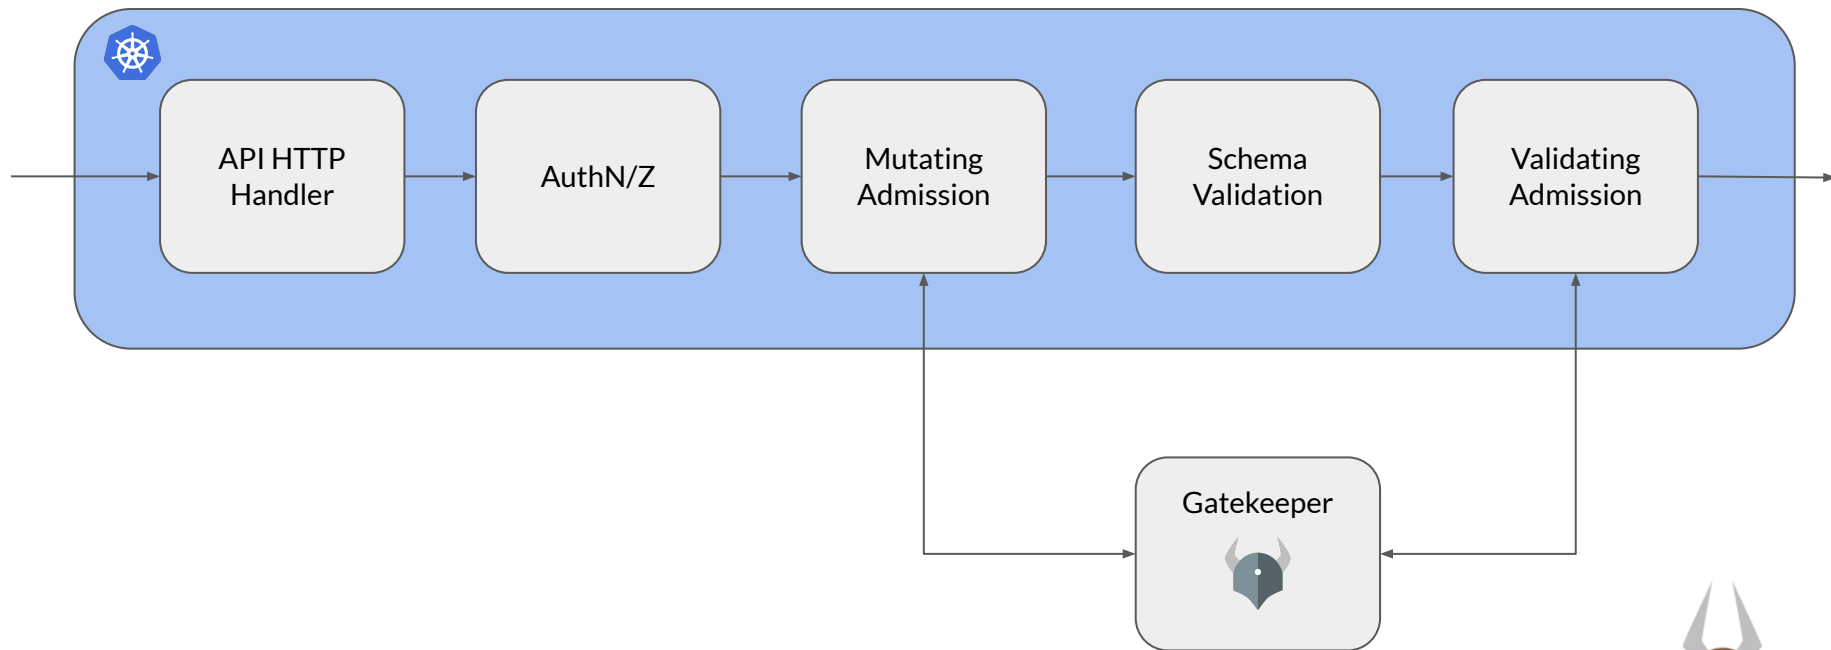 API HTTP
Handler
AuthN/Z
Mutating
Admission
Schema
Validation
Validating
Admission
Gatekeeper